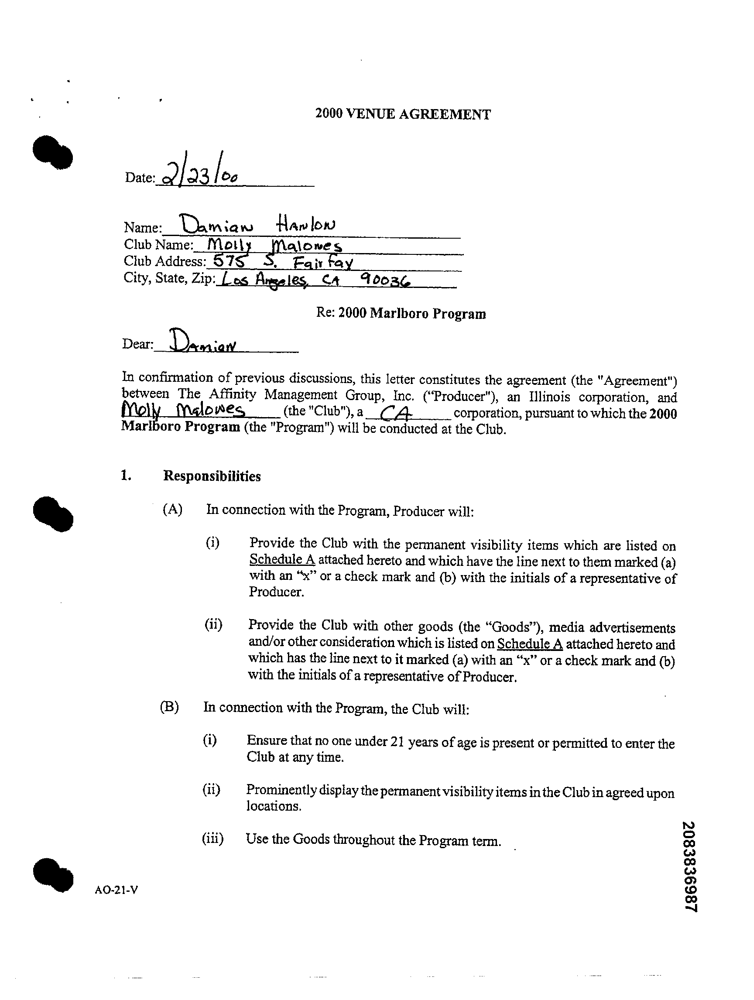 2000 VENUE AGREEMENT
Date: 2/23/00
Name: Damian Hanlon
Club Name: Molly Malones
Club Address: 575 S. Fairfay
City, State, Zip: Los Angeles, CA 90036
Re: 2000 Marlboro Program
Dear: Damian
In confirmation of previous discussions, this letter constitutes the agreement (the "Agreement")
between The Affinity Management Group, Inc. ("Producer"), an Illinois corporation, and
Molly Malones (the "Club"), a CA corporation, pursuant to which the 2000
Marlboro Program (the "Program") will be conducted at the Club.
1. Responsibilities
(A) In connection with the Program, Producer will:
(i) Provide the Club with the permanent visibility items which are listed on
Schedule A attached hereto and which have the line next to them marked (a)
with an "x" or a check mark and (b) with the initials of a representative of
Producer.
(ii) Provide the Club with other goods (the "Goods"), media advertisements
and/or other consideration which is listed on Schedule A attached hereto and
which has the line next to it marked (a) with an "x" or a check mark and (b)
with the initials of a representative of Producer.
(B) In connection with the Program, the Club will:
(i) Ensure that no one under 21 years of age is present or permitted to enter the
Club at any time.
(ii) Prominently display the permanent visibility items in the Club in agreed upon
locations.
(iii) Use the Goods throughout the Program term.
AO-21-V
2083836987